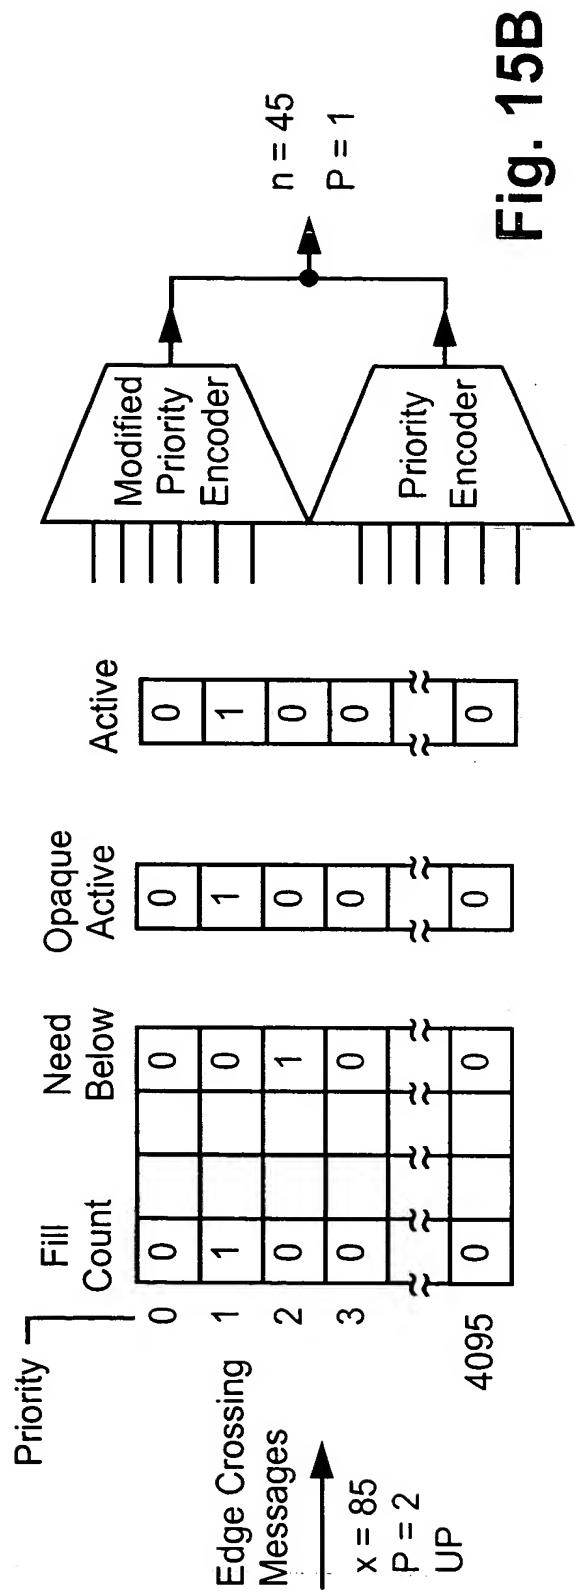 Priority
Fill
Count
Need
Below
Opaque
Active
Active
0 0 0 0 0
1 1 0 1 1
2 0 1 0 0
3 0 0 0 0
4095 0 0 0 0
Edge Crossing
Messages
x = 85
P = 2
UP
Modified
Priority
Encoder
Priority
Encoder
n = 45
P = 1
Fig. 15B